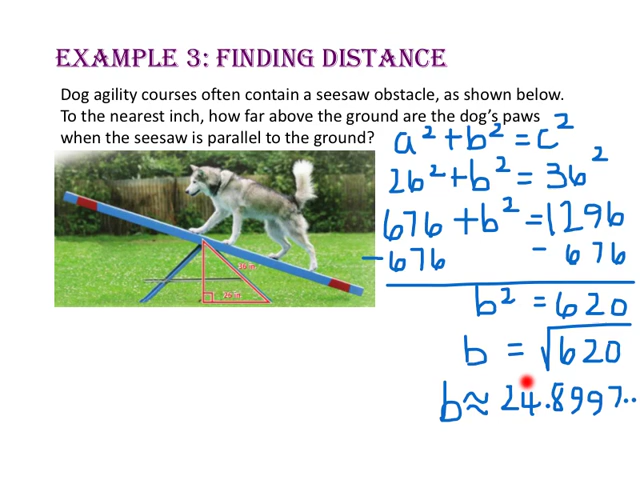 EXAMPLE 3: FINDING DISTANCE
Dog agility courses often contain a seesaw obstacle, as shown below.
To the nearest inch, how far above the ground are the dog's paws
when the seesaw is parallel to the ground?
a² + b² = c²
26² + b² = 36²
676 + b² = 1296
- 676 - 676
b² = 620
b = √620
b ≈ 24.8997..
36 in
26 in